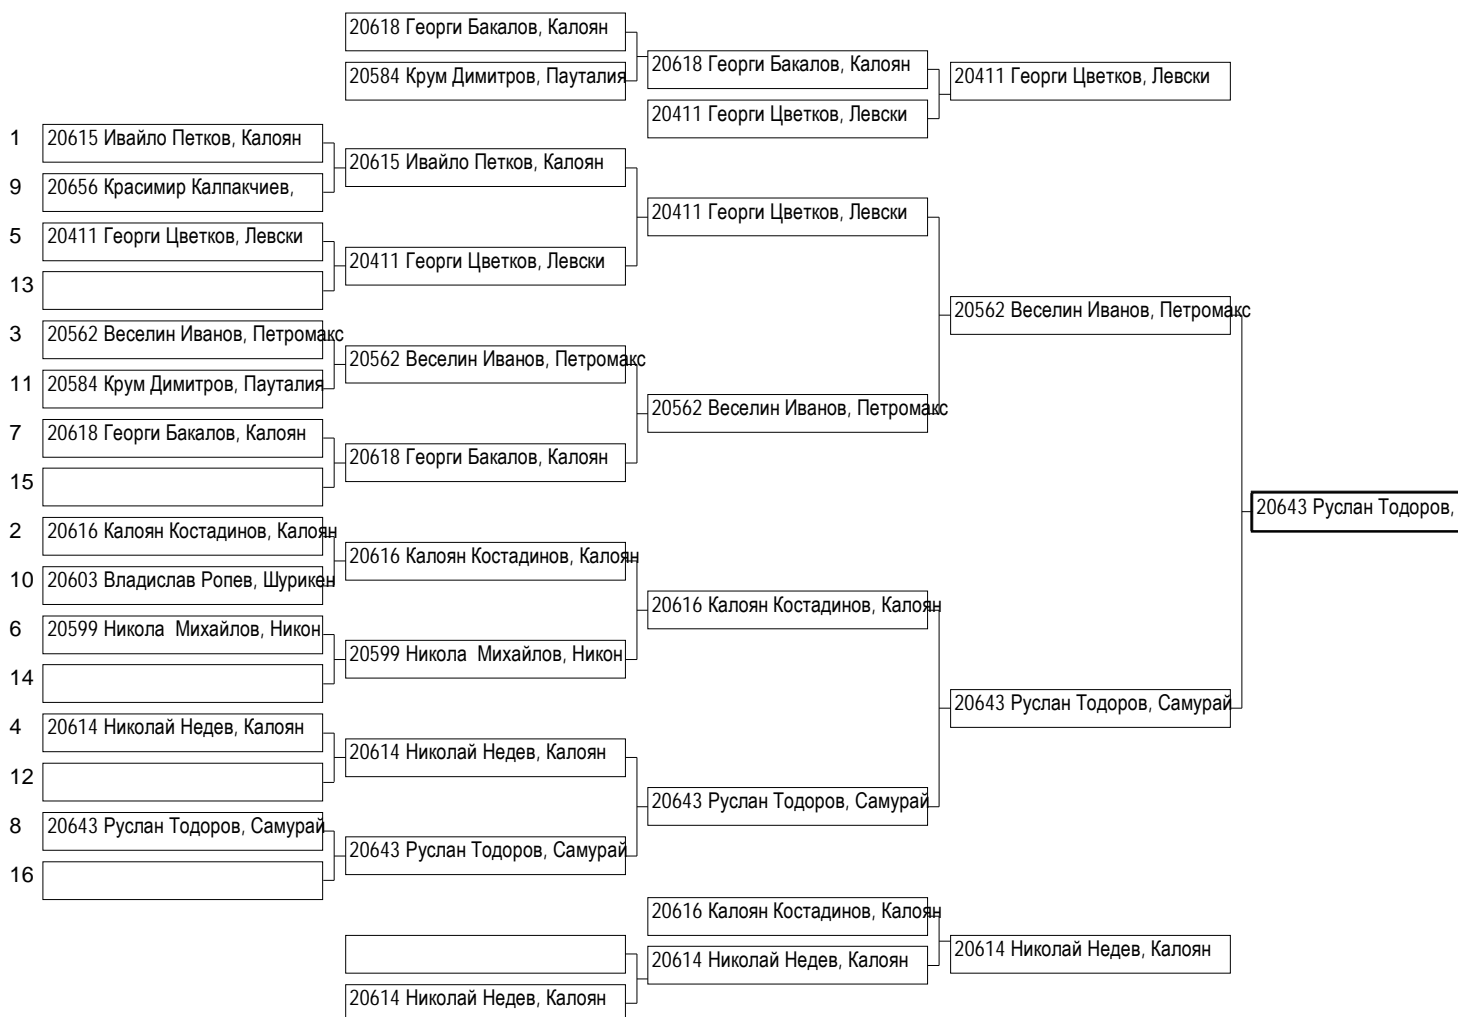 20618 Георги Бакалов, Калоян
20584 Крум Димитров, Пауталия
20618 Георги Бакалов, Калоян
20411 Георги Цветков, Левски
20411 Георги Цветков, Левски
1 20615 Ивайло Петков, Калоян
9 20656 Красимир Калпакчиев,
5 20411 Георги Цветков, Левски
13
3 20562 Веселин Иванов, Петромакс
11 20584 Крум Димитров, Пауталия
7 20618 Георги Бакалов, Калоян
15
2 20616 Калоян Костадинов, Калоян
10 20603 Владислав Ропев, Шурикен
6 20599 Никола  Михайлов, Никон
14
4 20614 Николай Недев, Калоян
12
8 20643 Руслан Тодоров, Самурай
16
20615 Ивайло Петков, Калоян
20411 Георги Цветков, Левски
20562 Веселин Иванов, Петромакс
20618 Георги Бакалов, Калоян
20616 Калоян Костадинов, Калоян
20599 Никола  Михайлов, Никон
20614 Николай Недев, Калоян
20643 Руслан Тодоров, Самурай
20411 Георги Цветков, Левски
20562 Веселин Иванов, Петромакс
20616 Калоян Костадинов, Калоян
20643 Руслан Тодоров, Самурай
20562 Веселин Иванов, Петромакс
20643 Руслан Тодоров, Самурай
20643 Руслан Тодоров,
20616 Калоян Костадинов, Калоян
20614 Николай Недев, Калоян
20614 Николай Недев, Калоян
20614 Николай Недев, Калоян